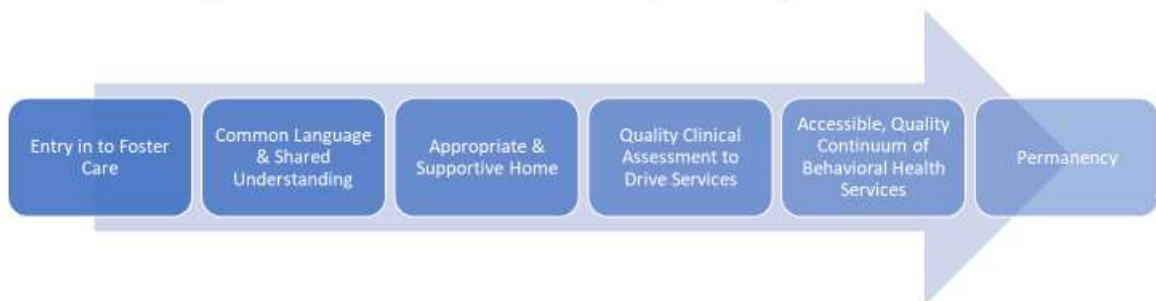 Entry in to Foster
Care
Common Language
& Shared
Understanding
Appropriate &
Supportive Home
Quality Clinical
Assessment to
Drive Services
Accessible, Quality
Continuum of
Behavioral Health
Services
Permanency